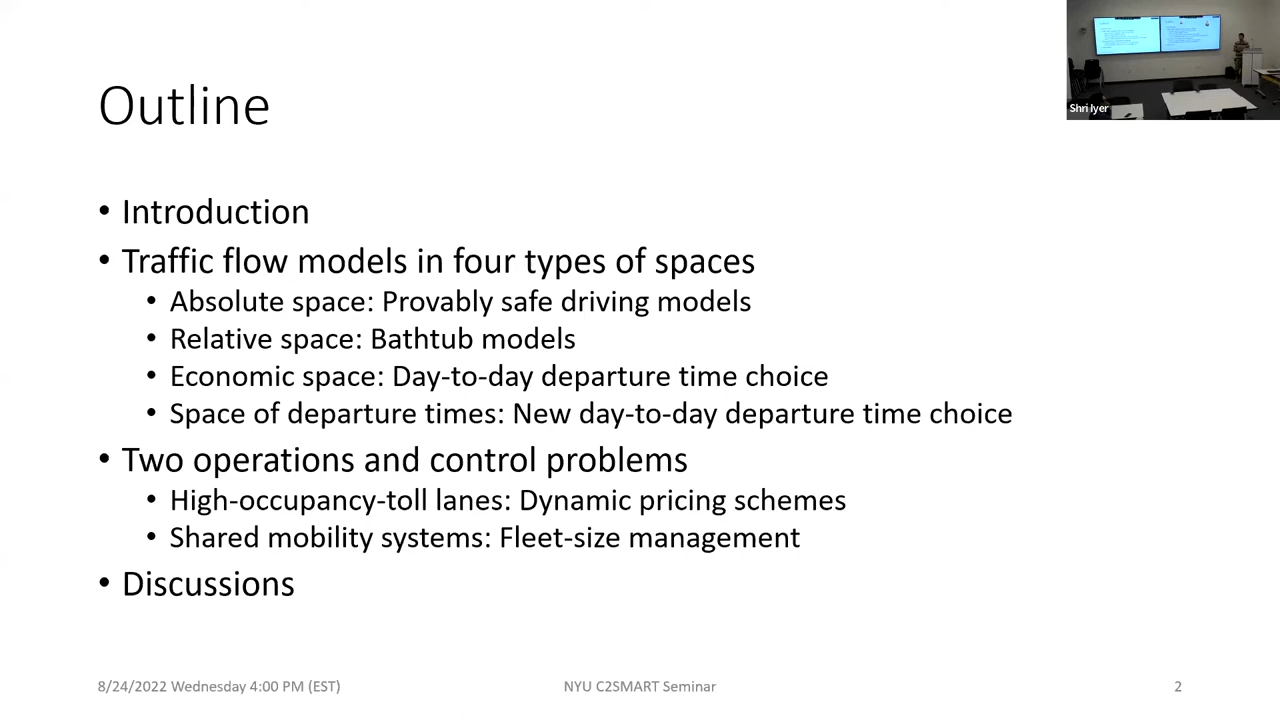 Shri Iyer
Outline
• Introduction
• Traffic flow models in four types of spaces
• Absolute space: Provably safe driving models
• Relative space: Bathtub models
• Economic space: Day-to-day departure time choice
• Space of departure times: New day-to-day departure time choice
• Two operations and control problems
• High-occupancy-toll lanes: Dynamic pricing schemes
• Shared mobility systems: Fleet-size management
• Discussions
8/24/2022 Wednesday 4:00 PM (EST)
NYU C2SMART Seminar
2